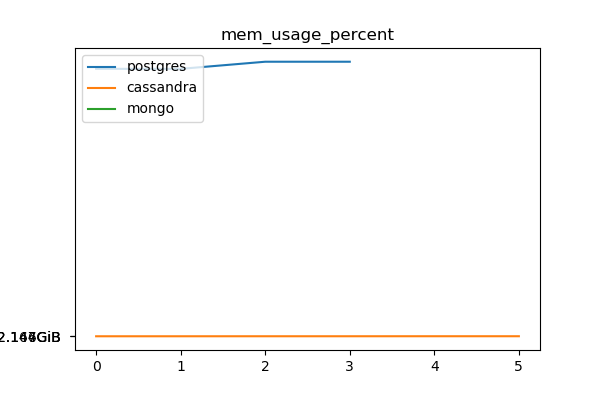 mem_usage_percent
postgres
cassandra
mongo
0 1 2 3 4 5